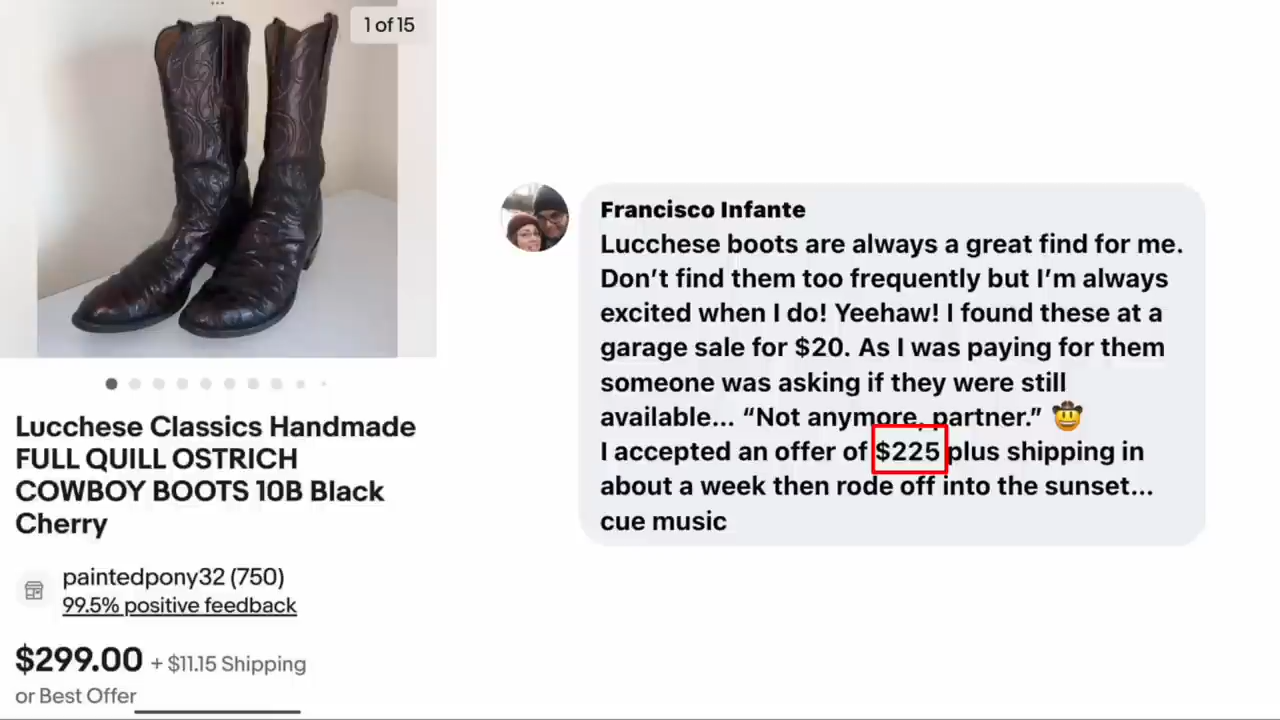 1 of 15
Lucchese Classics Handmade
FULL QUILL OSTRICH
COWBOY BOOTS 10B Black
Cherry
paintedpony32 (750)
99.5% positive feedback
$299.00 + $11.15 Shipping
or Best Offer
Francisco Infante
Lucchese boots are always a great find for me.
Don’t find them too frequently but I’m always
excited when I do! Yeehaw! I found these at a
garage sale for $20. As I was paying for them
someone was asking if they were still
available... “Not anymore, partner.” 🤠
I accepted an offer of $225 plus shipping in
about a week then rode off into the sunset...
cue music